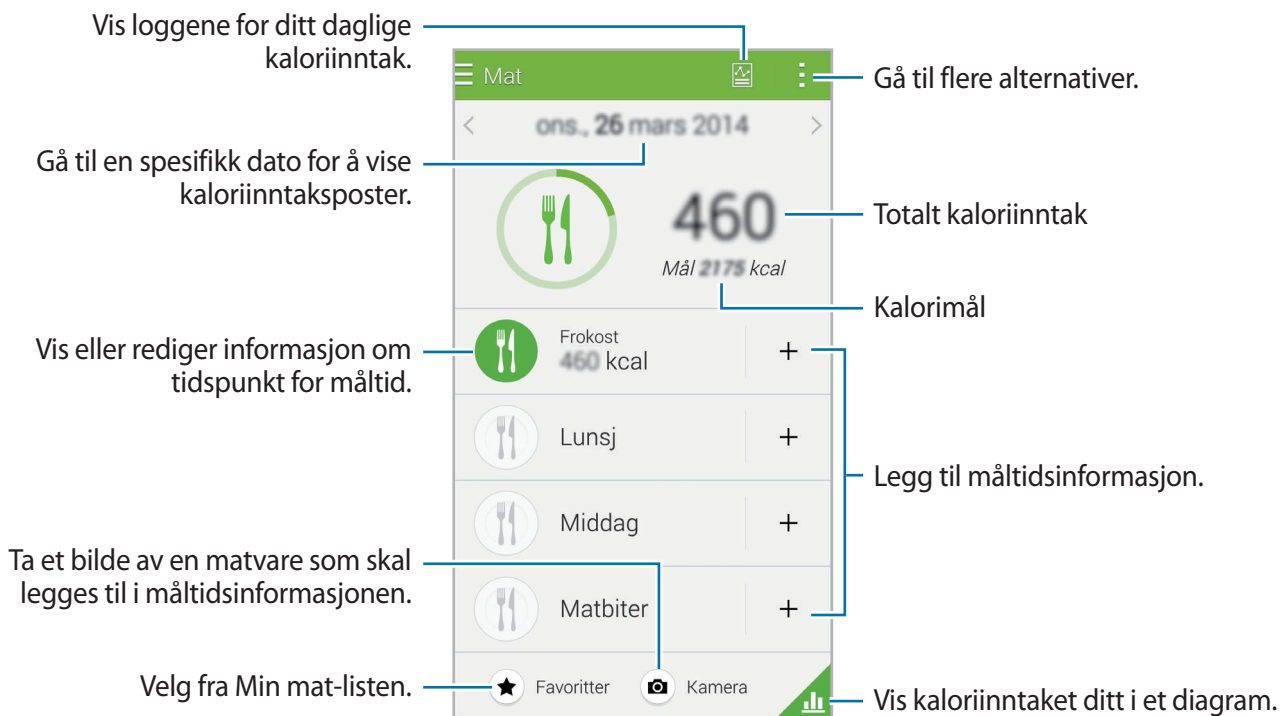 Vis loggene for ditt daglige
kaloriinntak.
Mat
Gå til flere alternativer.
ons., 26 mars 2014
Gå til en spesifikk dato for å vise
kaloriinntaksposter.
460
Totalt kaloriinntak
Mål 2175 kcal
Kalorimål
Vis eller rediger informasjon om
tidspunkt for måltid.
Frokost
460 kcal
+
Lunsj
+
Legg til måltidsinformasjon.
Middag
+
Ta et bilde av en matvare som skal
legges til i måltidsinformasjonen.
Matbiter
+
Velg fra Min mat-listen.
Favoritter
Kamera
Vis kaloriinntaket ditt i et diagram.